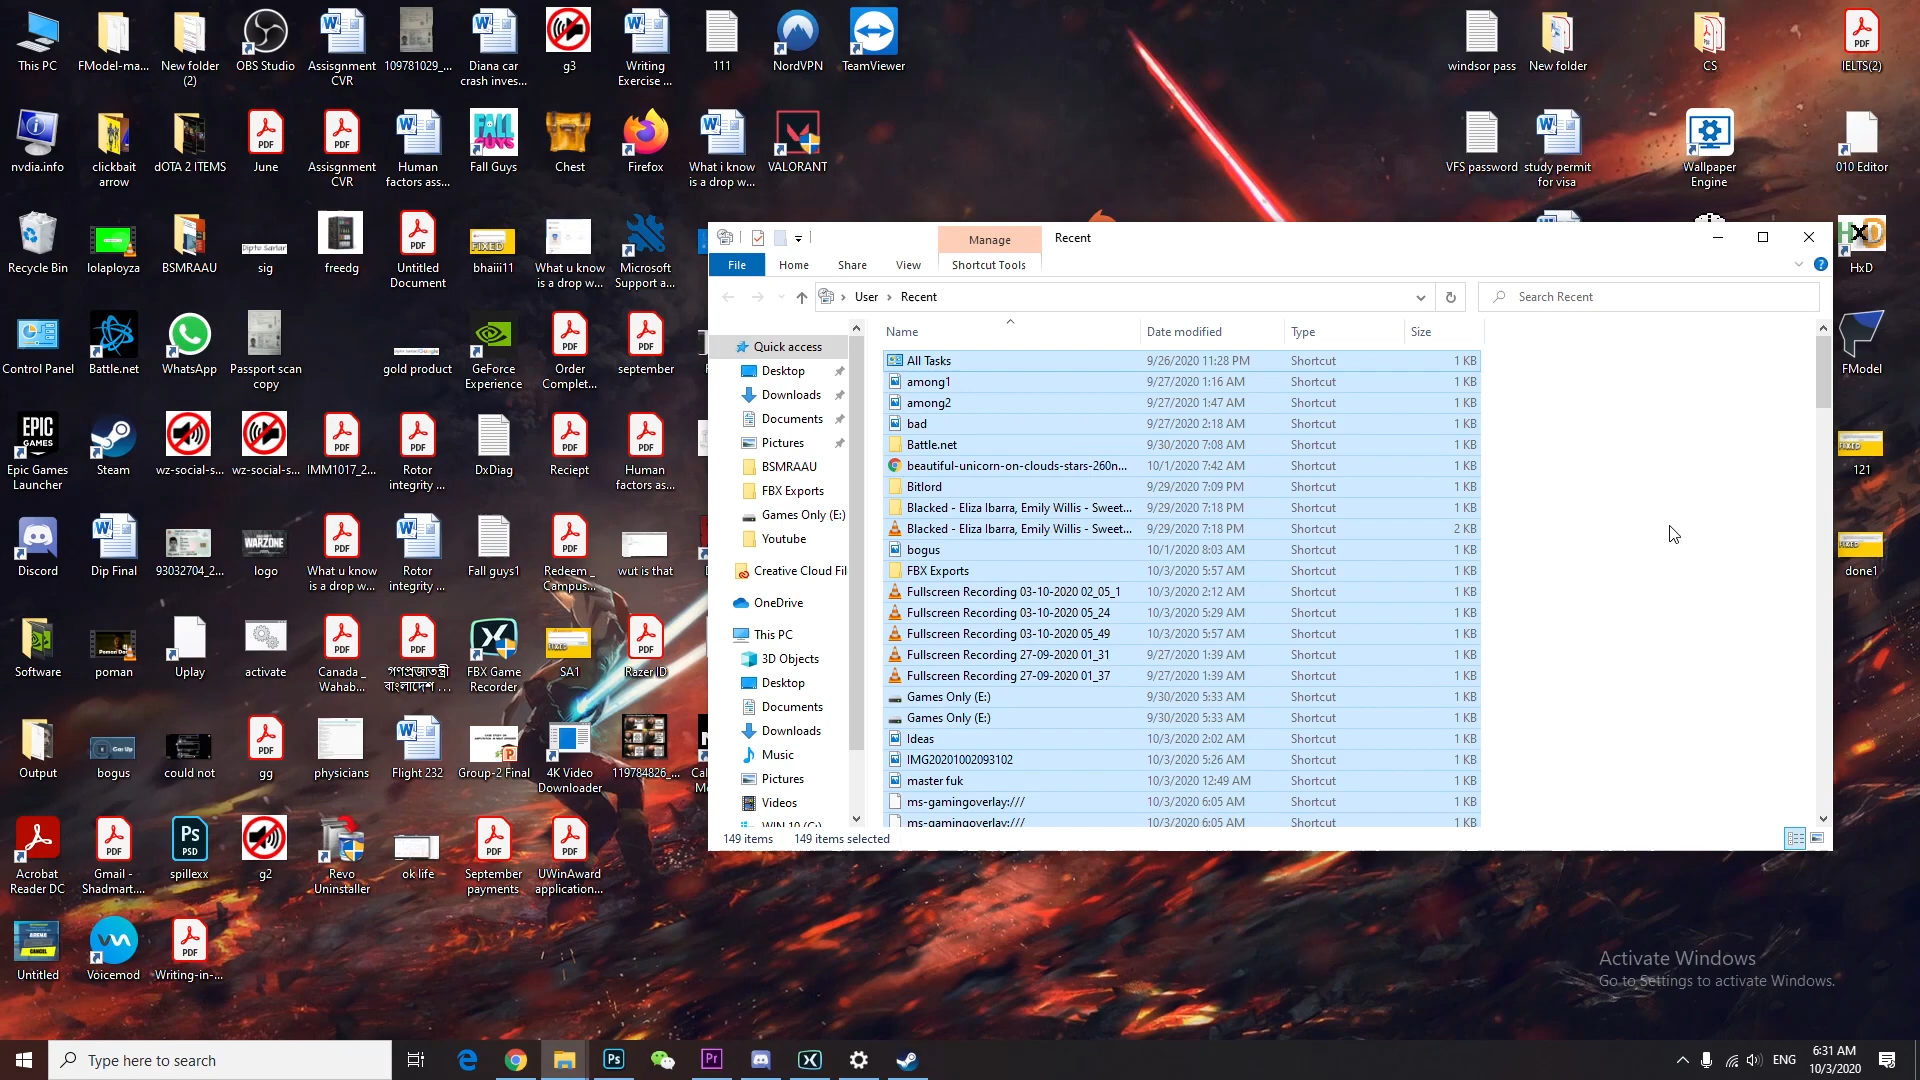 This PC
FModel-ma...
New folder
(2)
OBS Studio
Assisgnment
CVR
109781029_...
Diana car
crash inves...
g3
Writing
Exercise ...
111
NordVPN
TeamViewer
windsor pass
New folder
CS
IELTS(2)
nvdia.info
clickbait
arrow
dOTA 2 ITEMS
June
Assisgnment
CVR
Human
factors ass...
Fall Guys
Chest
Firefox
What i know
is a drop w...
VALORANT
VFS password
study permit
for visa
Wallpaper
Engine
010 Editor
Recycle Bin
lolaployza
BSMRAAU
sig
freedg
Untitled
Document
bhaiii11
What u know
is a drop w...
Microsoft
Support a...
HxD
Control Panel
Battle.net
WhatsApp
Passport scan
copy
gold product
GeForce
Experience
Order
Complet...
september
FModel
Epic Games
Launcher
Steam
wz-social-s...
wz-social-s...
IMM1017_2...
Rotor
integrity ...
DxDiag
Reciept
Human
factors as...
121
Discord
Dip Final
93032704_2...
logo
What u know
is a drop w...
Rotor
integrity ...
Fall guys1
Redeem _
Campus...
wut is that
done1
Software
poman
Uplay
activate
Canada _
Wahab...
গণপ্রজাতন্ত্রী
বাংলাদেশ ...
FBX Game
Recorder
SA1
Razer ID
Output
bogus
could not
gg
physicians
Flight 232
Group-2 Final
4K Video
Downloader
119784826_...
Acrobat
Reader DC
Gmail -
Shadmart....
spillexx
g2
Revo
Uninstaller
ok life
September
payments
UWinAward
application...
Untitled
Voicemod
Writing-in-...
Manage
Recent
File
Home
Share
View
Shortcut Tools
User
Recent
Search Recent
Name
Date modified
Type
Size
Quick access
Desktop
Downloads
Documents
Pictures
BSMRAAU
FBX Exports
Games Only (E:)
Youtube
Creative Cloud Fil
OneDrive
This PC
3D Objects
Desktop
Documents
Downloads
Music
Pictures
Videos
WIN 10 (C:)
All Tasks 9/26/2020 11:28 PM Shortcut 1 KB
among1 9/27/2020 1:16 AM Shortcut 1 KB
among2 9/27/2020 1:47 AM Shortcut 1 KB
bad 9/27/2020 2:18 AM Shortcut 1 KB
Battle.net 9/30/2020 7:08 AM Shortcut 1 KB
beautiful-unicorn-on-clouds-stars-260n... 10/1/2020 7:42 AM Shortcut 1 KB
Bitlord 9/29/2020 7:09 PM Shortcut 1 KB
Blacked - Eliza Ibarra, Emily Willis - Sweet... 9/29/2020 7:18 PM Shortcut 1 KB
Blacked - Eliza Ibarra, Emily Willis - Sweet... 9/29/2020 7:18 PM Shortcut 2 KB
bogus 10/1/2020 8:03 AM Shortcut 1 KB
FBX Exports 10/3/2020 5:57 AM Shortcut 1 KB
Fullscreen Recording 03-10-2020 02_05_1 10/3/2020 2:12 AM Shortcut 1 KB
Fullscreen Recording 03-10-2020 05_24 10/3/2020 5:29 AM Shortcut 1 KB
Fullscreen Recording 03-10-2020 05_49 10/3/2020 5:57 AM Shortcut 1 KB
Fullscreen Recording 27-09-2020 01_31 9/27/2020 1:39 AM Shortcut 1 KB
Fullscreen Recording 27-09-2020 01_37 9/27/2020 1:39 AM Shortcut 1 KB
Games Only (E:) 9/30/2020 5:33 AM Shortcut 1 KB
Games Only (E:) 9/30/2020 5:33 AM Shortcut 1 KB
Ideas 10/3/2020 2:02 AM Shortcut 1 KB
IMG20201002093102 10/3/2020 5:26 AM Shortcut 1 KB
master fuk 10/3/2020 12:49 AM Shortcut 1 KB
ms-gamingoverlay:/// 10/3/2020 6:05 AM Shortcut 1 KB
ms-gamingoverlay:/// 10/3/2020 6:05 AM Shortcut 1 KB
149 items
149 items selected
Activate Windows
Go to Settings to activate Windows.
Type here to search
ENG
6:31 AM
10/3/2020